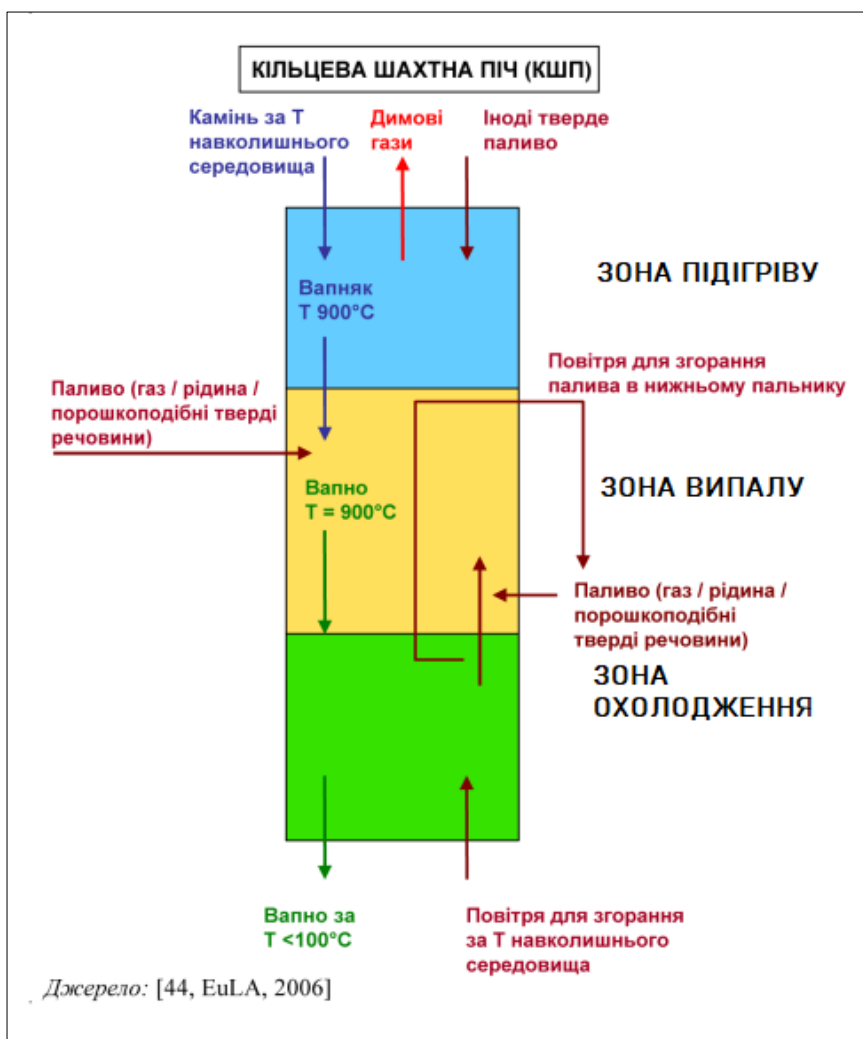 КІЛЬЦЕВА ШАХТНА ПІЧ (КШП)
Камінь за Т
навколишнього
середовища
Димові
гази
Іноді тверде
паливо
ЗОНА ПІДІГРІВУ
Вапняк
Т 900°C
Повітря для згорання
палива в нижньому пальнику
Паливо (газ / рідина /
порошкоподібні тверді
речовини)
ЗОНА ВИПАЛУ
Вапно
Т = 900°C
Паливо (газ / рідина /
порошкоподібні
тверді речовини)
ЗОНА
ОХОЛОДЖЕННЯ
Вапно за
Т <100°C
Повітря для згорання
за Т навколишнього
середовища
Джерело: [44, EuLA, 2006]